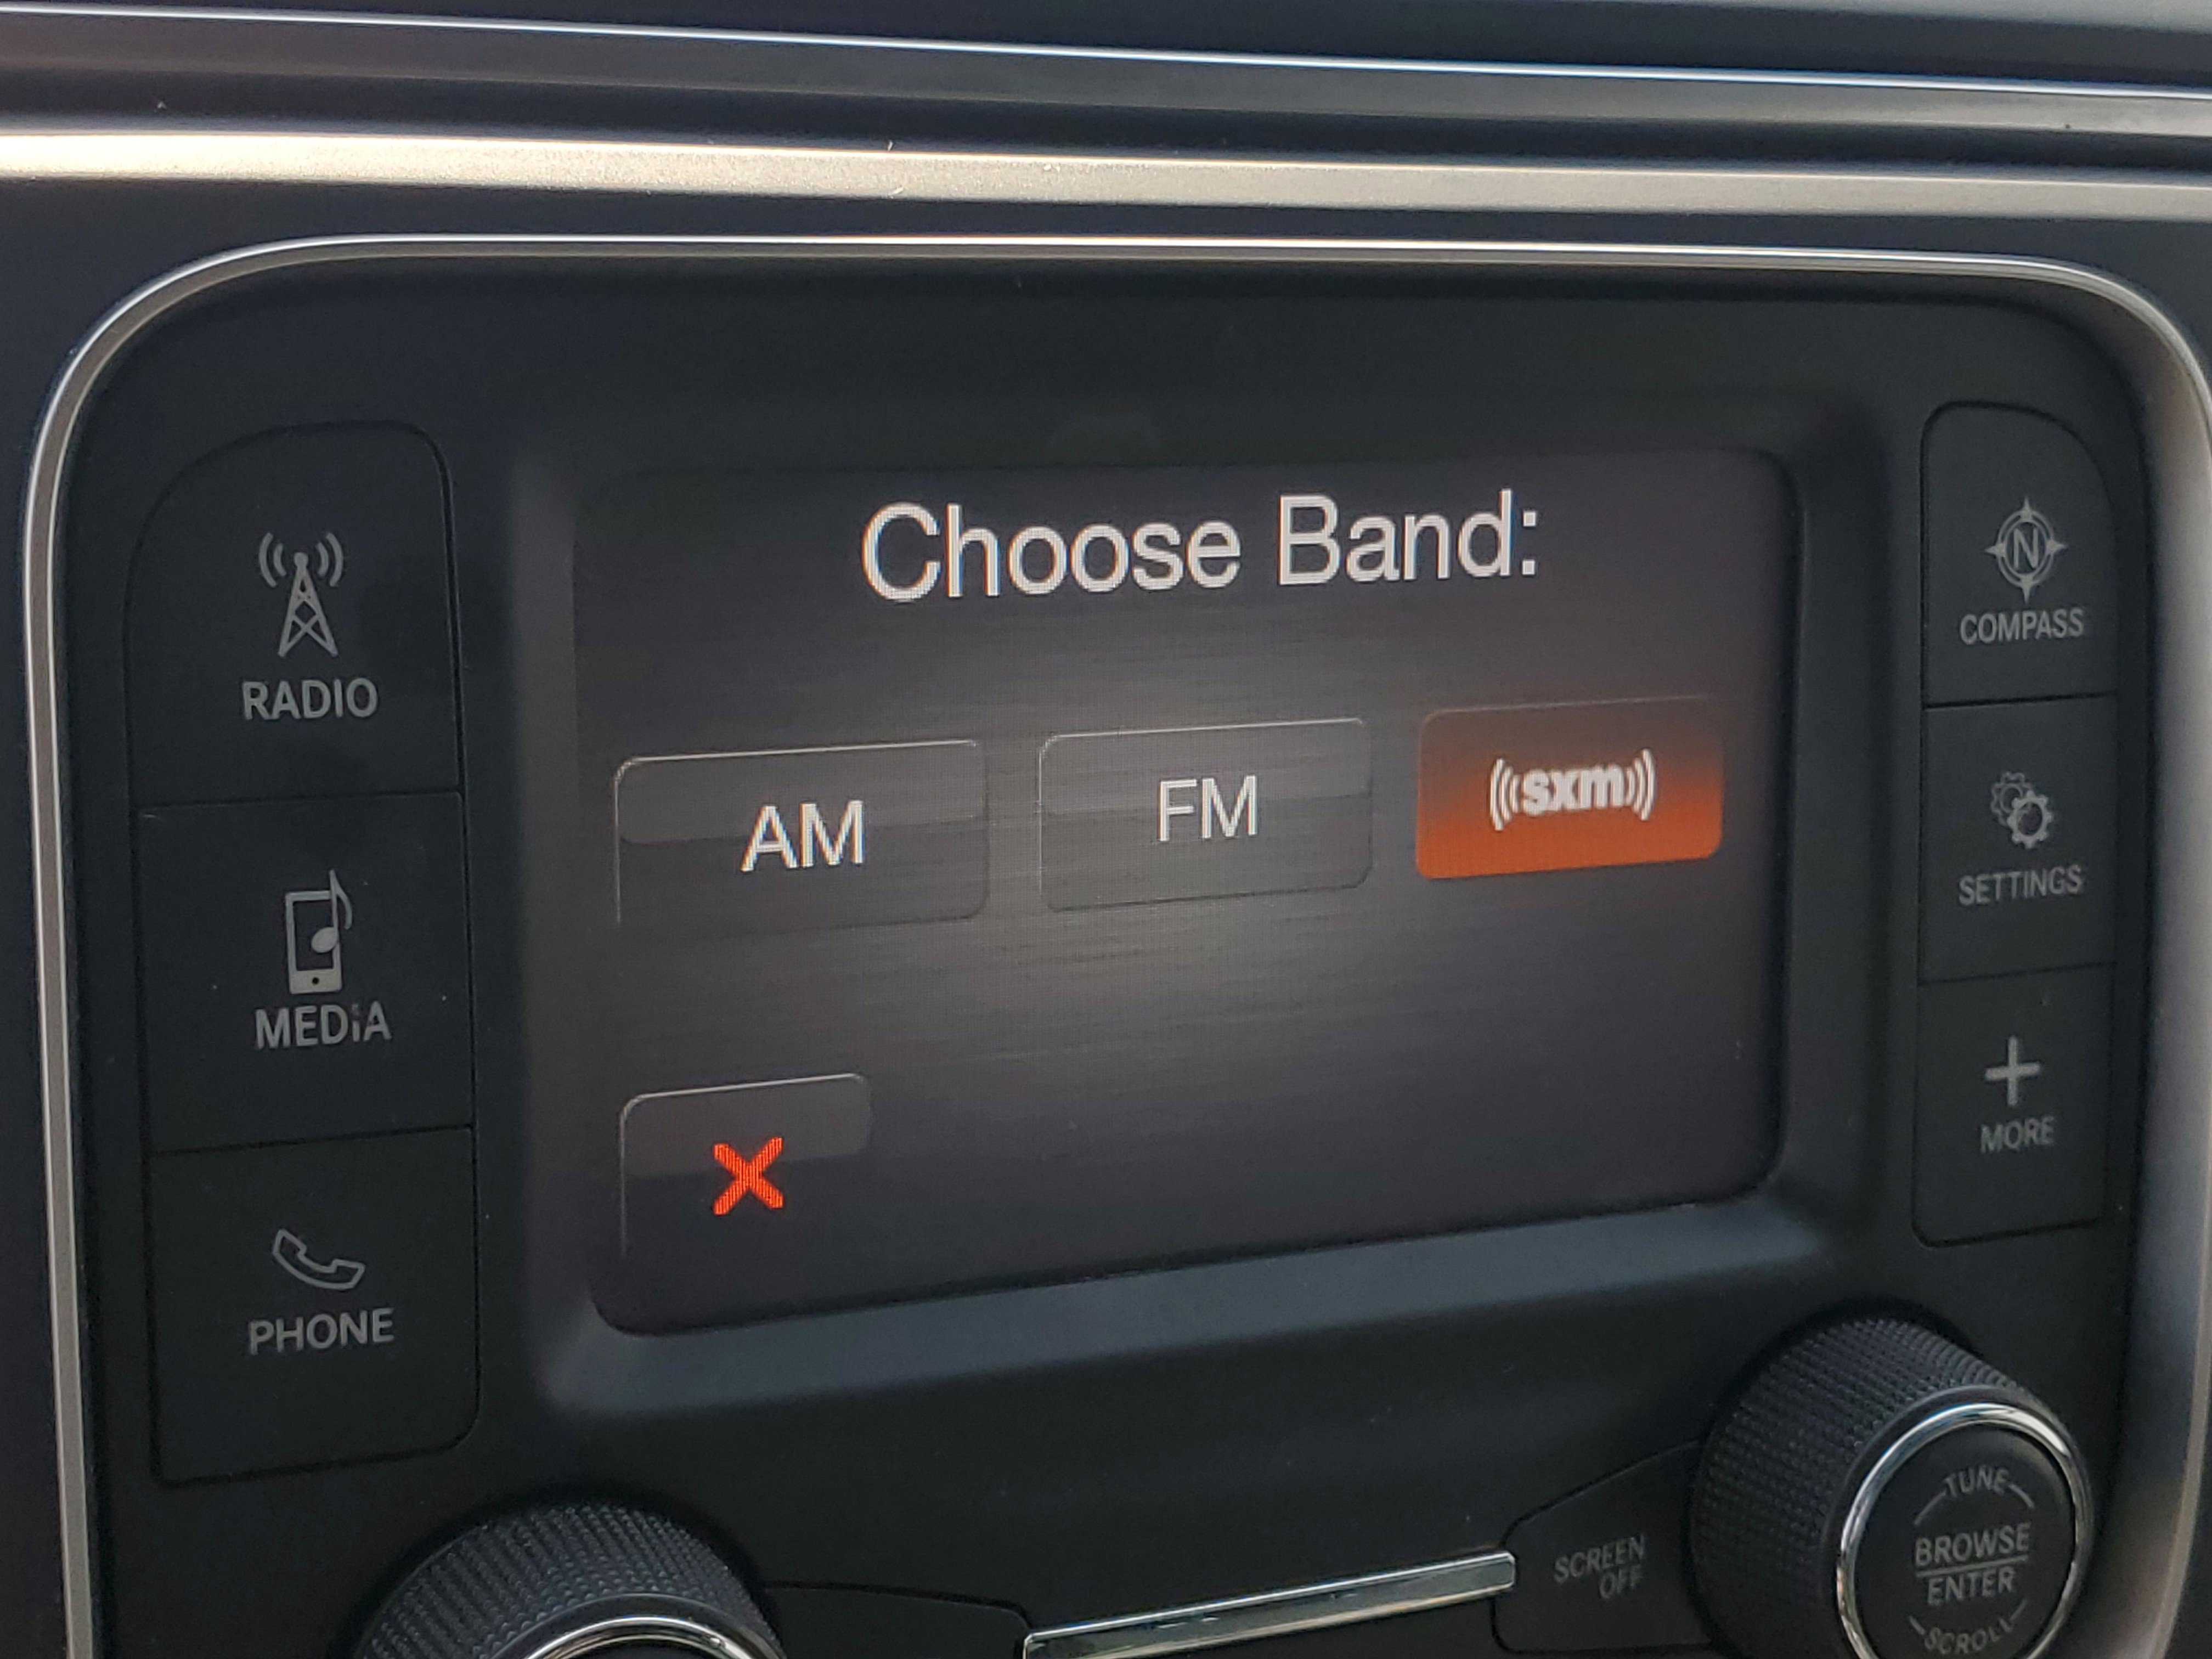 Choose Band:
AM
FM
sxm
RADIO
MEDiA
PHONE
N
COMPASS
SETTINGS
MORE
SCREEN
OFF
TUNE
BROWSE
ENTER
SCROLL